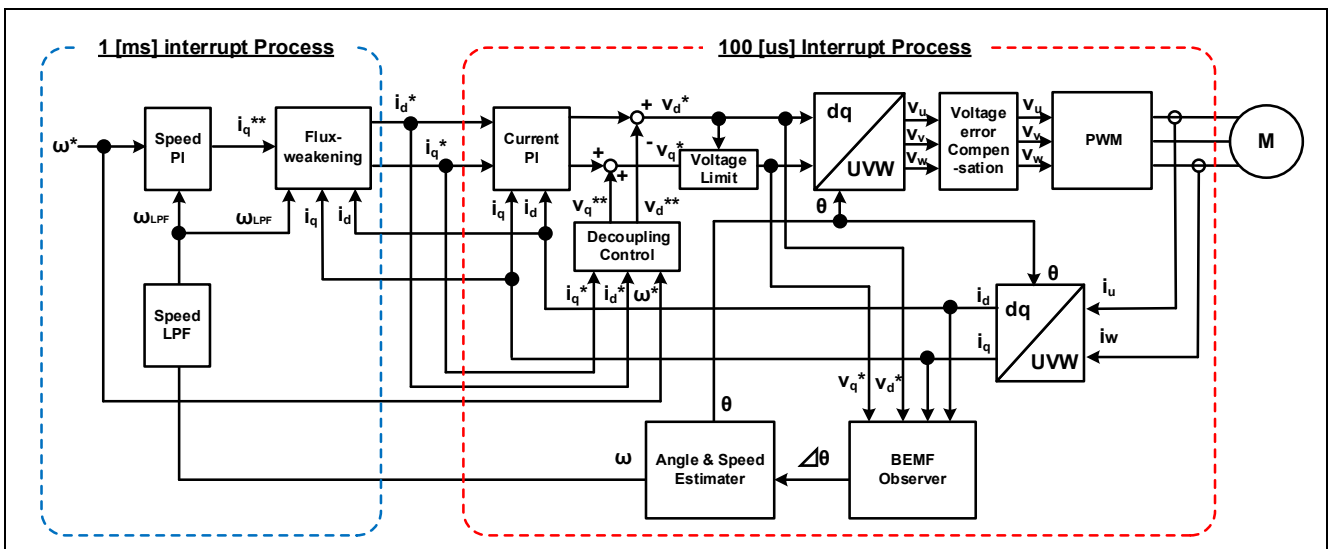 1 [ms] interrupt Process
100 [us] Interrupt Process
ω*
Speed
PI
iq**
Flux-
weakening
id*
iq*
Current
PI
+
vd*
-
+
+
vq*
Voltage
Limit
dq
UVW
vu
vv
vw
Voltage
error
Compen
-sation
vu
vv
vw
PWM
M
ωLPF
ωLPF
iq
id
iq
id
vq**
vd**
Decoupling
Control
iq*
id*
ω*
θ
θ
Speed
LPF
id
iq
dq
UVW
iu
iw
vq*
vd*
θ
ω
Angle & Speed
Estimater
⊿θ
BEMF
Observer